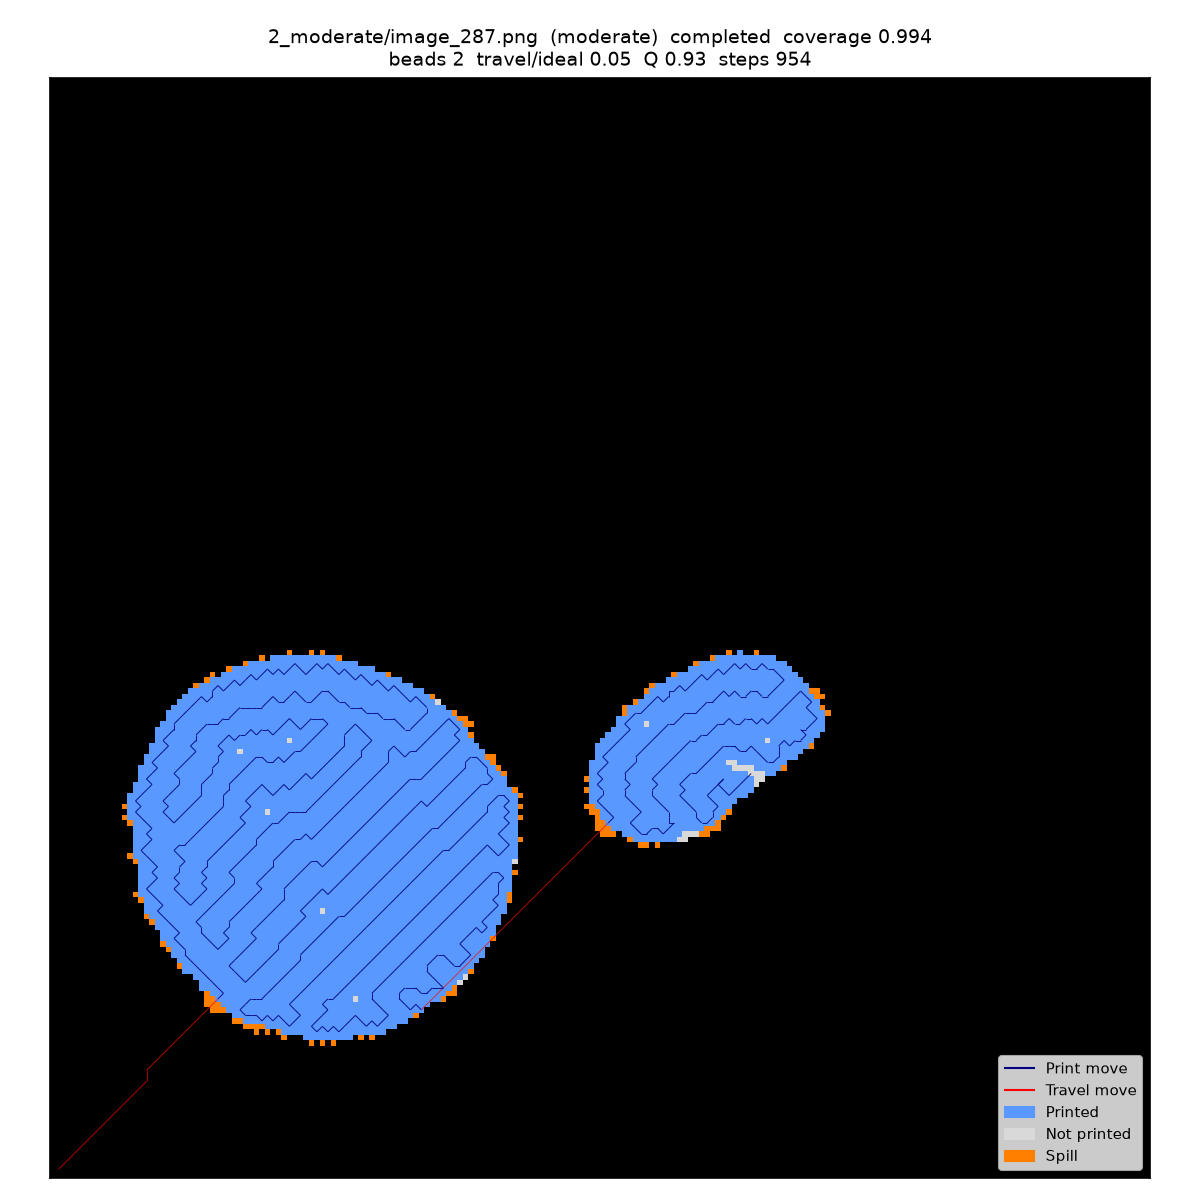 2_moderate/image_287.png  (moderate)  completed  coverage 0.994
beads 2  travel/ideal 0.05  Q 0.93  steps 954
Print move
Travel move
Printed
Not printed
Spill